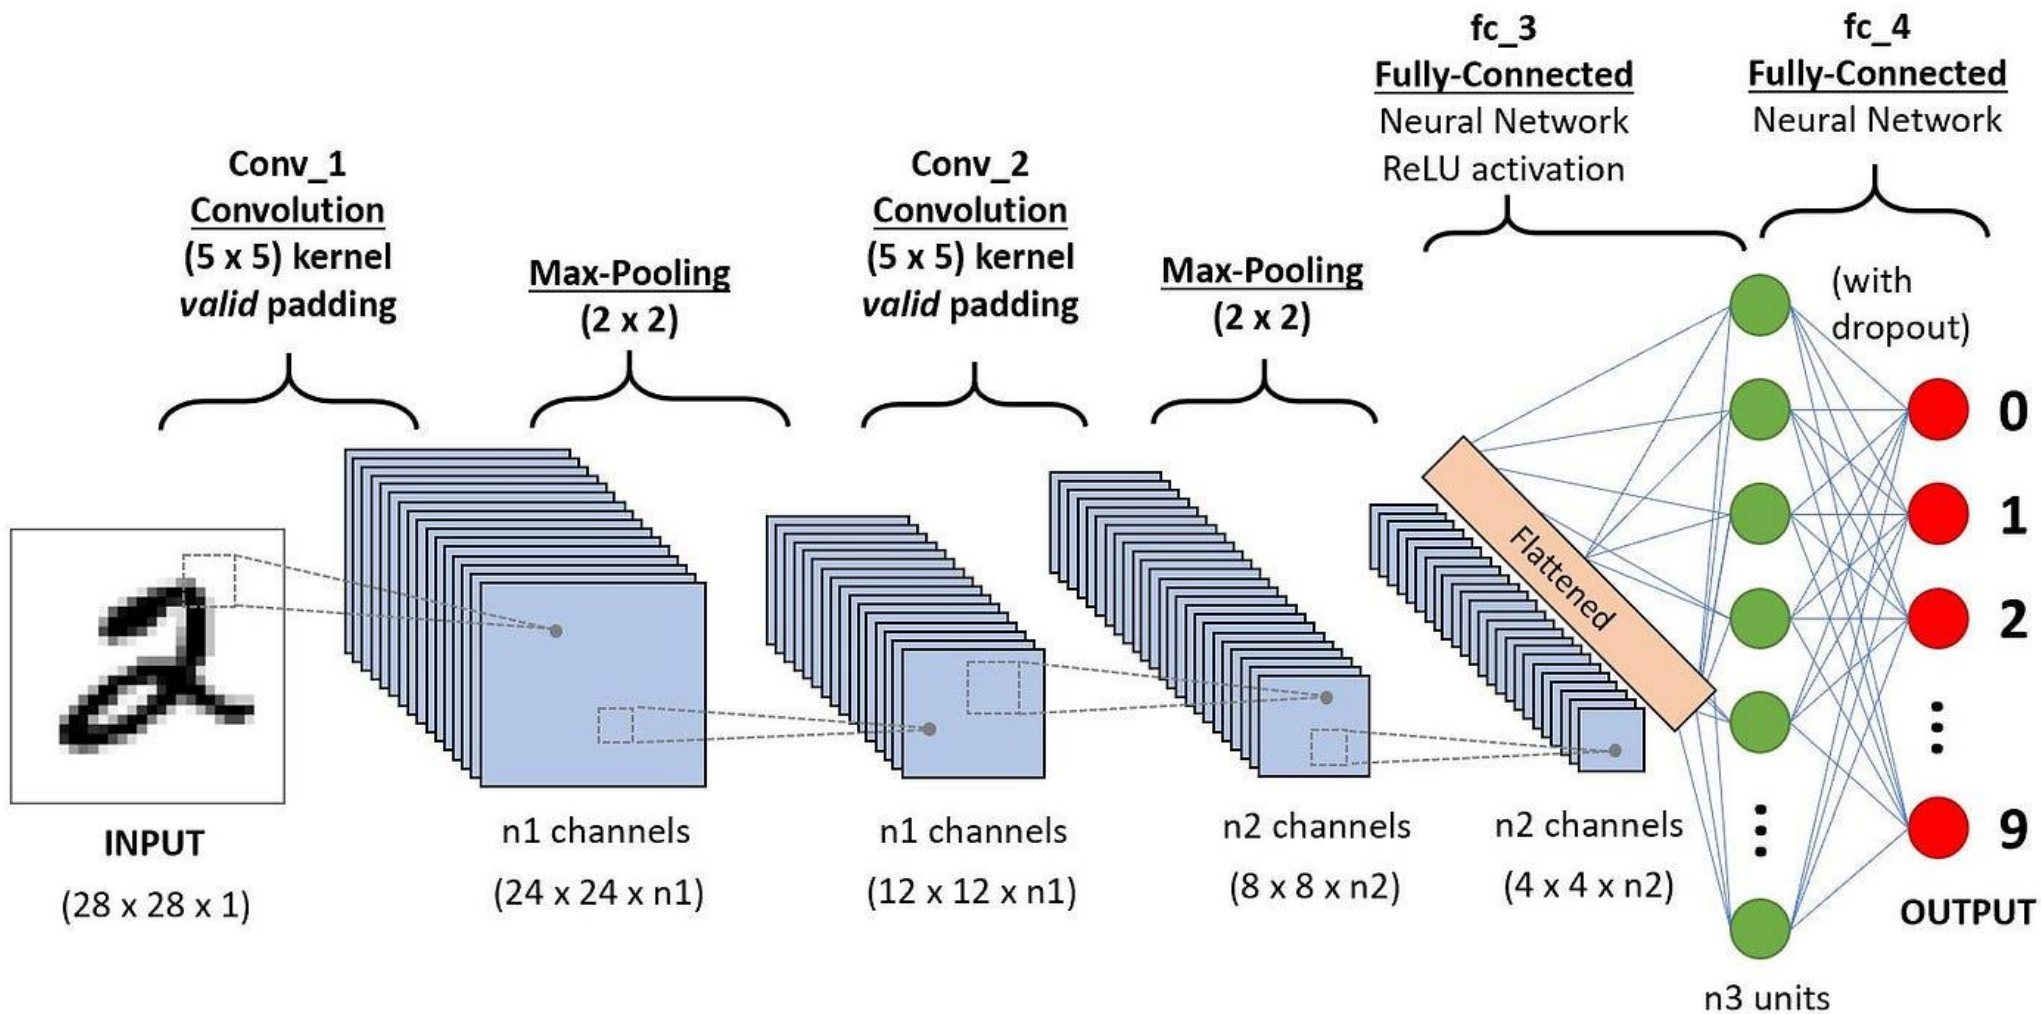 Conv_1
Convolution
(5 x 5) kernel
valid padding
Max-Pooling
(2 x 2)
Conv_2
Convolution
(5 x 5) kernel
valid padding
Max-Pooling
(2 x 2)
fc_3
Fully-Connected
Neural Network
ReLU activation
fc_4
Fully-Connected
Neural Network
(with
dropout)
Flattened
0
1
2
9
INPUT
(28 x 28 x 1)
n1 channels
(24 x 24 x n1)
n1 channels
(12 x 12 x n1)
n2 channels
(8 x 8 x n2)
n2 channels
(4 x 4 x n2)
n3 units
OUTPUT